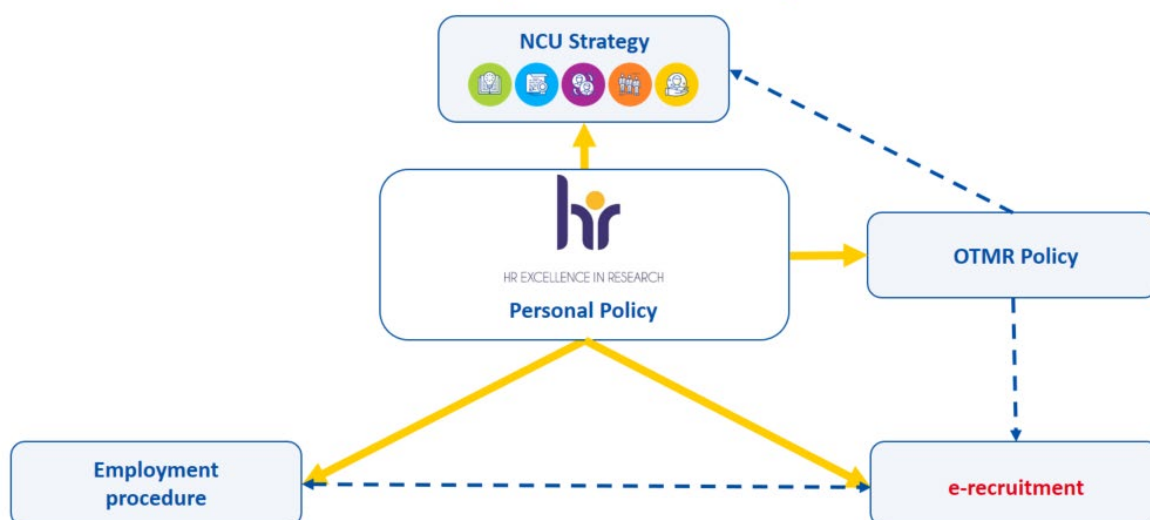 NCU Strategy
hr
HR EXCELLENCE IN RESEARCH
Personal Policy
OTMR Policy
Employment
procedure
e-recruitment